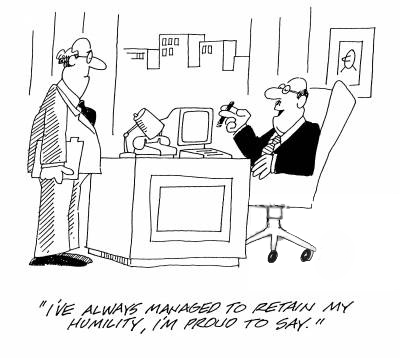 "I'VE ALWAYS MANAGED TO RETAIN MY
HUMILITY, I'M PROUD TO SAY."